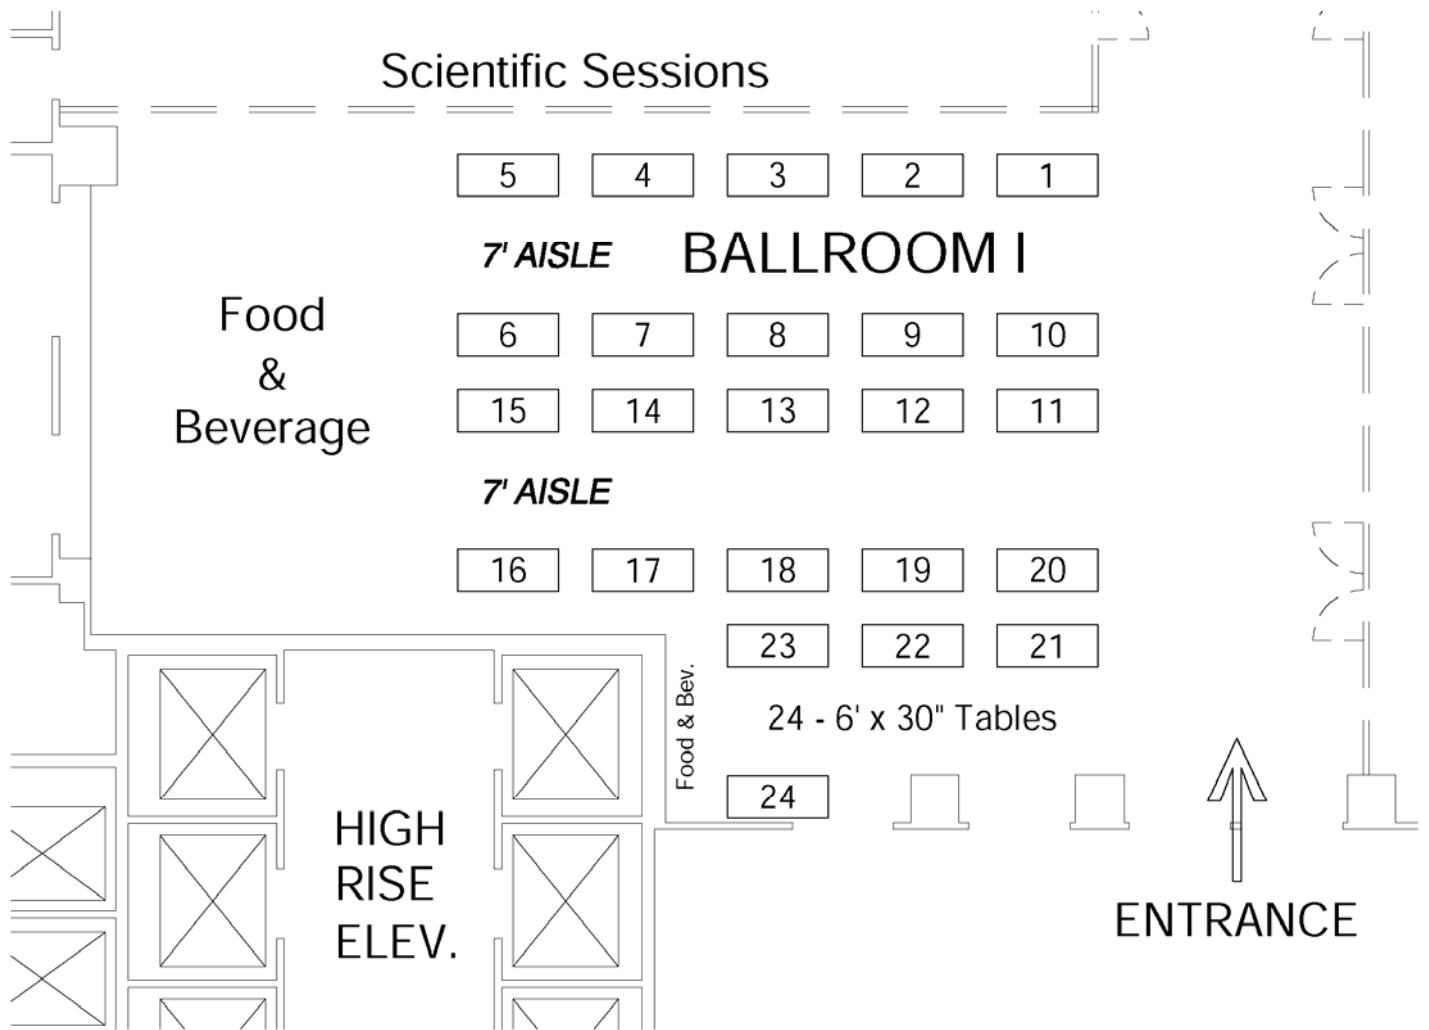 Scientific Sessions
5 4 3 2 1
7' AISLE BALLROOM I
Food
&
Beverage
6 7 8 9 10
15 14 13 12 11
7' AISLE
16 17 18 19 20
23 22 21
Food & Bev.
24 - 6' x 30" Tables
24
HIGH
RISE
ELEV.
ENTRANCE